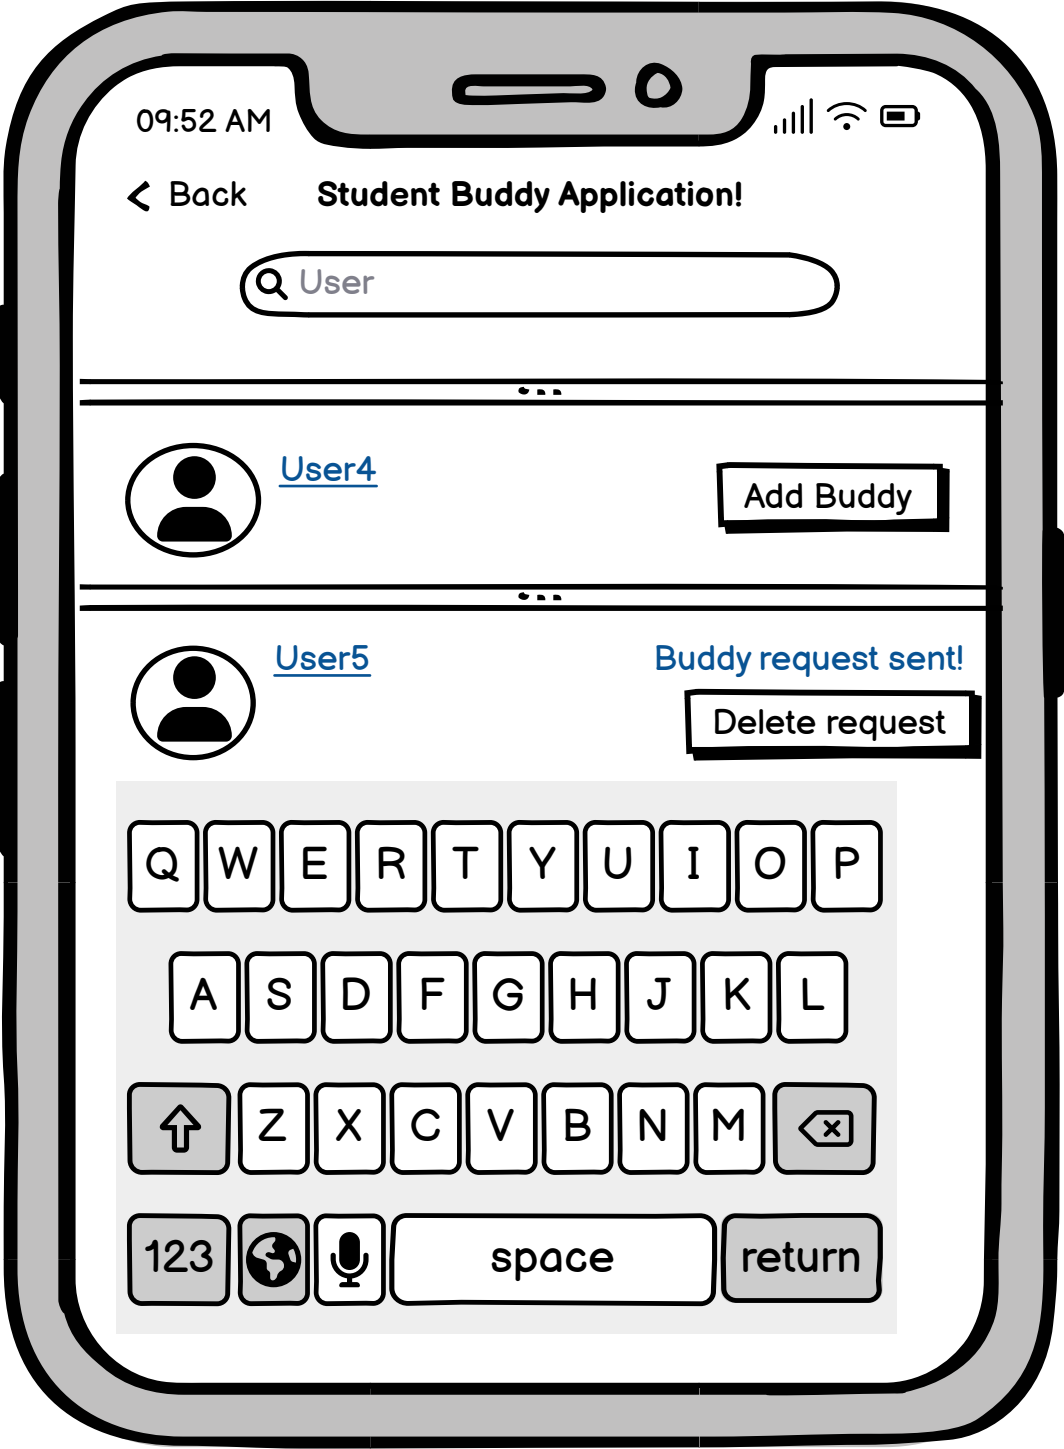 09:52 AM
Back
Student Buddy Application!
User
User4
Add Buddy
User5
Buddy request sent!
Delete request
Q W E R T Y U I O P
A S D F G H J K L
Z X C V B N M
123 space return